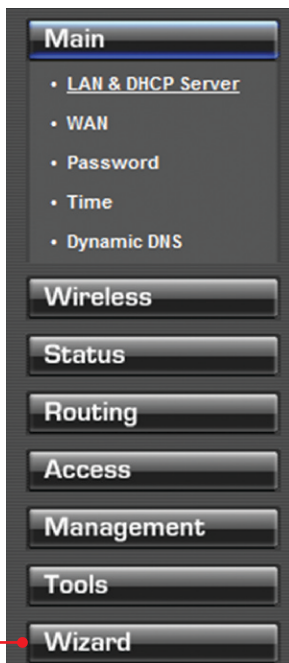 Main
• LAN & DHCP Server
• WAN
• Password
• Time
• Dynamic DNS
Wireless
Status
Routing
Access
Management
Tools
Wizard